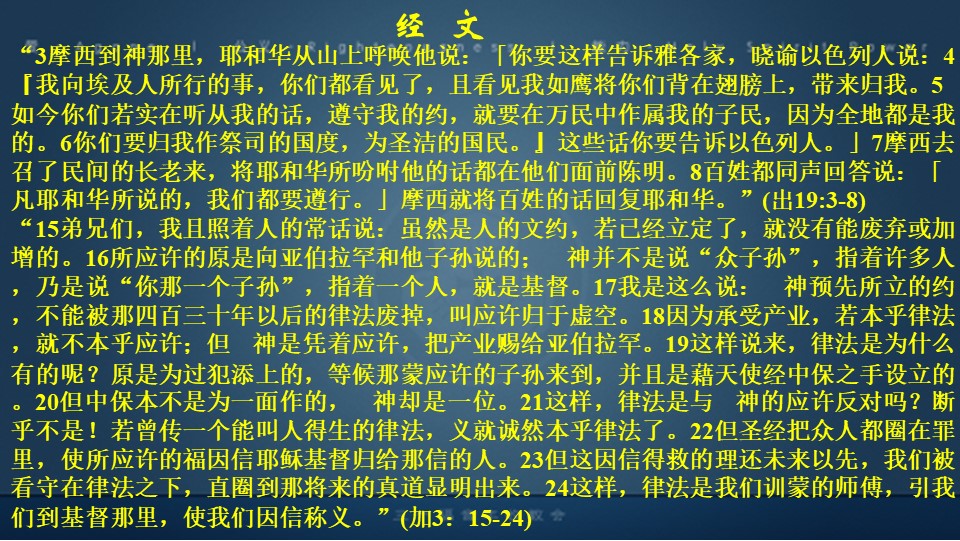 经 文
“3摩西到神那里，耶和华从山上呼唤他说：「你要这样告诉雅各家，晓谕以色列人说：4
『我向埃及人所行的事，你们都看见了，且看见我如鹰将你们背在翅膀上，带来归我。5
如今你们若实在听从我的话，遵守我的约，就要在万民中作属我的子民，因为全地都是我
的。6你们要归我作祭司的国度，为圣洁的国民。』这些话你要告诉以色列人。」7摩西去
召了民间的长老来，将耶和华所吩咐他的话都在他们面前陈明。8百姓都同声回答说：「
凡耶和华所说的，我们都要遵行。」摩西就将百姓的话回复耶和华。”(出19:3-8)
“15弟兄们，我且照着人的常话说：虽然是人的文约，若已经立定了，就没有能废弃或加
增的。16所应许的原是向亚伯拉罕和他子孙说的；　神并不是说“众子孙”，指着许多人
，乃是说“你那一个子孙”，指着一个人，就是基督。17我是这么说：　神预先所立的约
，不能被那四百三十年以后的律法废掉，叫应许归于虚空。18因为承受产业，若本乎律法
，就不本乎应许；但　神是凭着应许，把产业赐给亚伯拉罕。19这样说来，律法是为什么
有的呢？原是为过犯添上的，等候那蒙应许的子孙来到，并且是藉天使经中保之手设立的
。20但中保本不是为一面作的，　神却是一位。21这样，律法是与　神的应许反对吗？断
乎不是！若曾传一个能叫人得生的律法，义就诚然本乎律法了。22但圣经把众人都圈在罪
里，使所应许的福因信耶稣基督归给那信的人。23但这因信得救的理还未来以先，我们被
看守在律法之下，直圈到那将来的真道显明出来。24这样，律法是我们训蒙的师傅，引我
们到基督那里，使我们因信称义。”(加3：15-24)